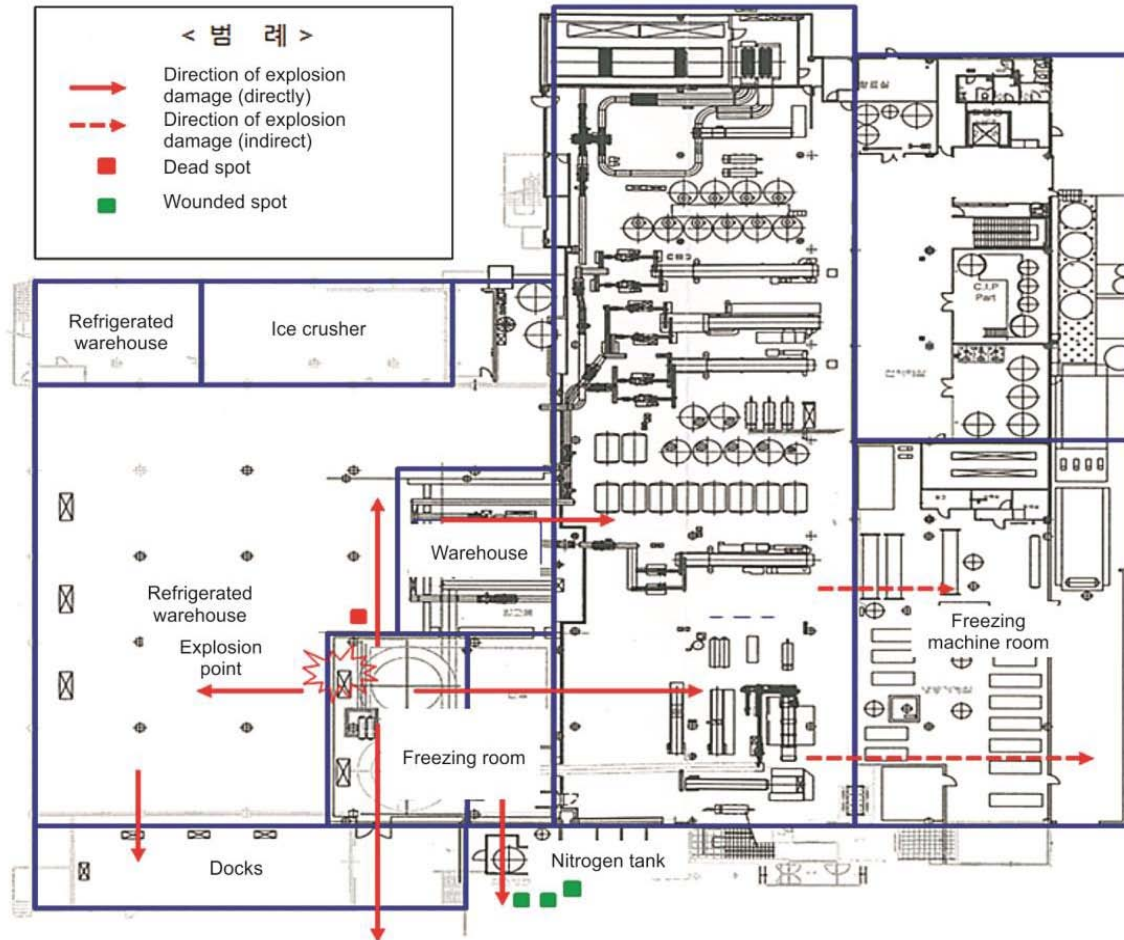 < 범 례 >
Direction of explosion
damage (directly)
Direction of explosion
damage (indirect)
Dead spot
Wounded spot
Refrigerated
warehouse
Ice crusher
C.I.P
Part
Warehouse
Refrigerated
warehouse
Explosion
point
Freezing
machine room
Freezing room
Docks
Nitrogen tank